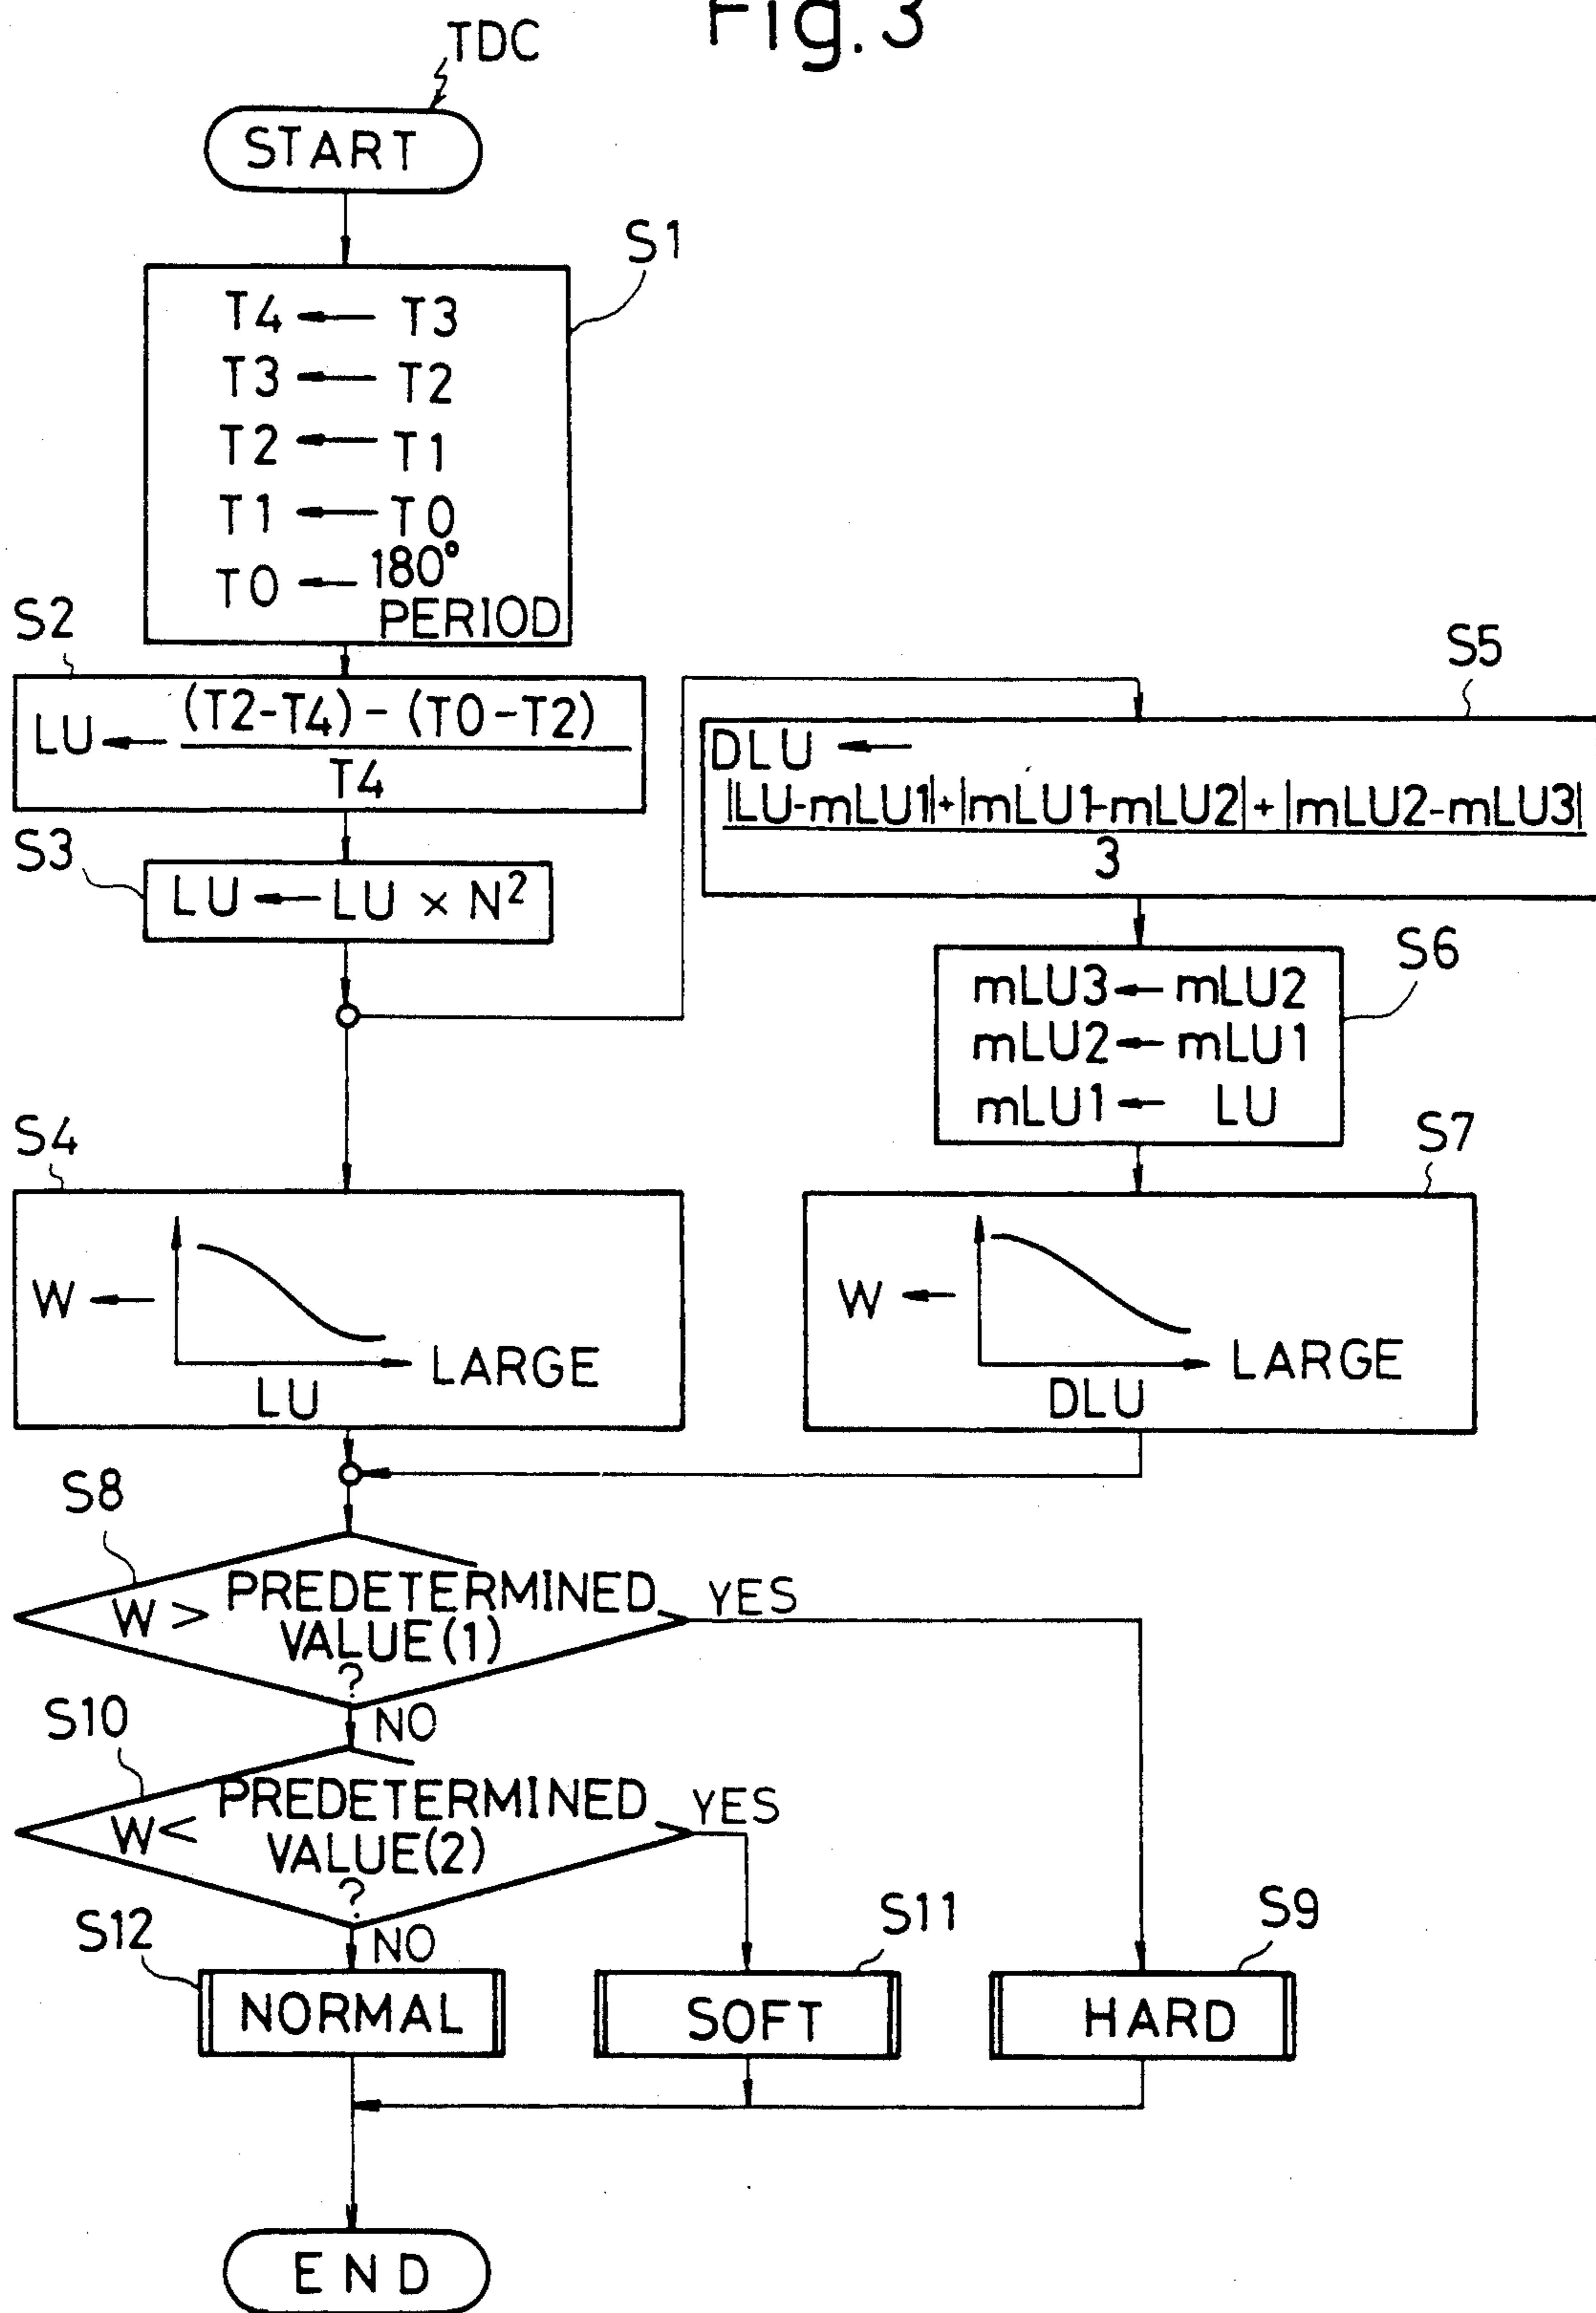 Fig. 3
TDC
START
S1
T4 ← T3
T3 ← T2
T2 ← T1
T1 ← T0
T0 ← 180°
PERIOD
S2
LU ← (T2-T4) - (T0-T2)
T4
S3
LU ← LU × N²
S5
DLU ←
|LU-mLU1|+|mLU1-mLU2|+|mLU2-mLU3|
3
S6
mLU3 ← mLU2
mLU2 ← mLU1
mLU1 ← LU
S4
W ←
LARGE
LU
S7
W ←
LARGE
DLU
S8
W > PREDETERMINED
VALUE(1)
?
YES
NO
S10
W < PREDETERMINED
VALUE(2)
?
YES
NO
S12
NORMAL
S11
SOFT
S9
HARD
END